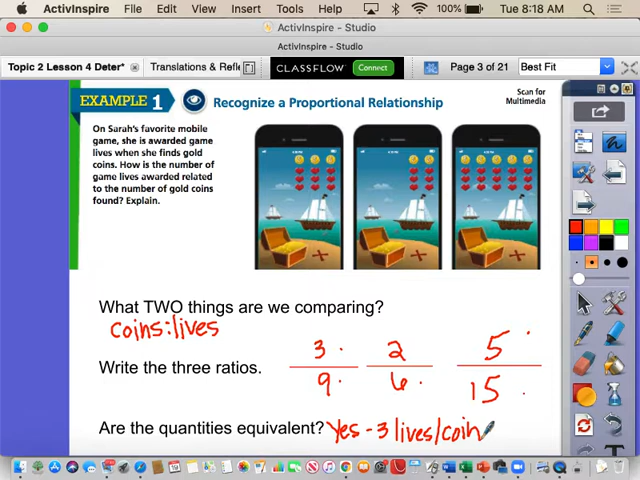 ActivInspire File Edit View Insert Tools Help 100% Tue 8:18 AM
ActivInspire - Studio
ActivInspire - Studio
Topic 2 Lesson 4 Deter* Translations & Refle CLASSFLOW Connect Page 3 of 21 Best Fit
EXAMPLE 1 Recognize a Proportional Relationship
Scan for
Multimedia
On Sarah's favorite mobile
game, she is awarded game
lives when she finds gold
coins. How is the number of
game lives awarded related
to the number of gold coins
found? Explain.
What TWO things are we comparing?
coins:lives
Write the three ratios.
3 2 5
9 6 15
Are the quantities equivalent? Yes - 3 lives/coin